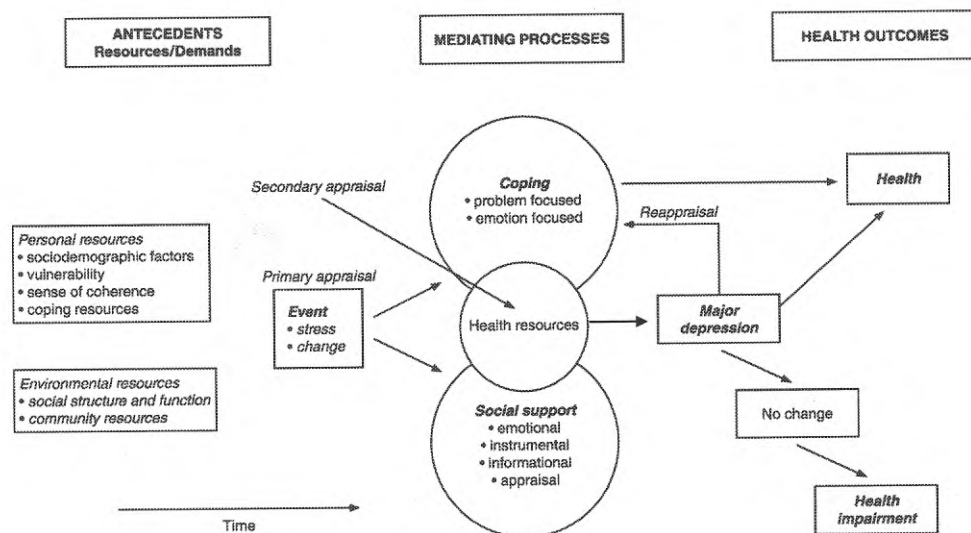 ANTECEDENTS
Resources/Demands
MEDIATING PROCESSES
HEALTH OUTCOMES
Secondary appraisal
Coping
• problem focused
• emotion focused
Health
Reappraisal
Personal resources
• sociodemographic factors
• vulnerability
• sense of coherence
• coping resources
Primary appraisal
Event
• stress
• change
Health resources
Major
depression
Environmental resources
• social structure and function
• community resources
Social support
• emotional
• instrumental
• informational
• appraisal
No change
Health
impairment
Time